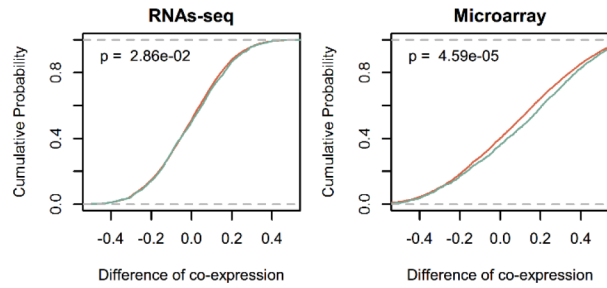 RNAs-seq
Cumulative Probability
0.0 0.4 0.8
p = 2.86e-02
-0.4 -0.2 0.0 0.2 0.4
Difference of co-expression
Microarray
Cumulative Probability
0.0 0.4 0.8
p = 4.59e-05
-0.4 -0.2 0.0 0.2 0.4
Difference of co-expression